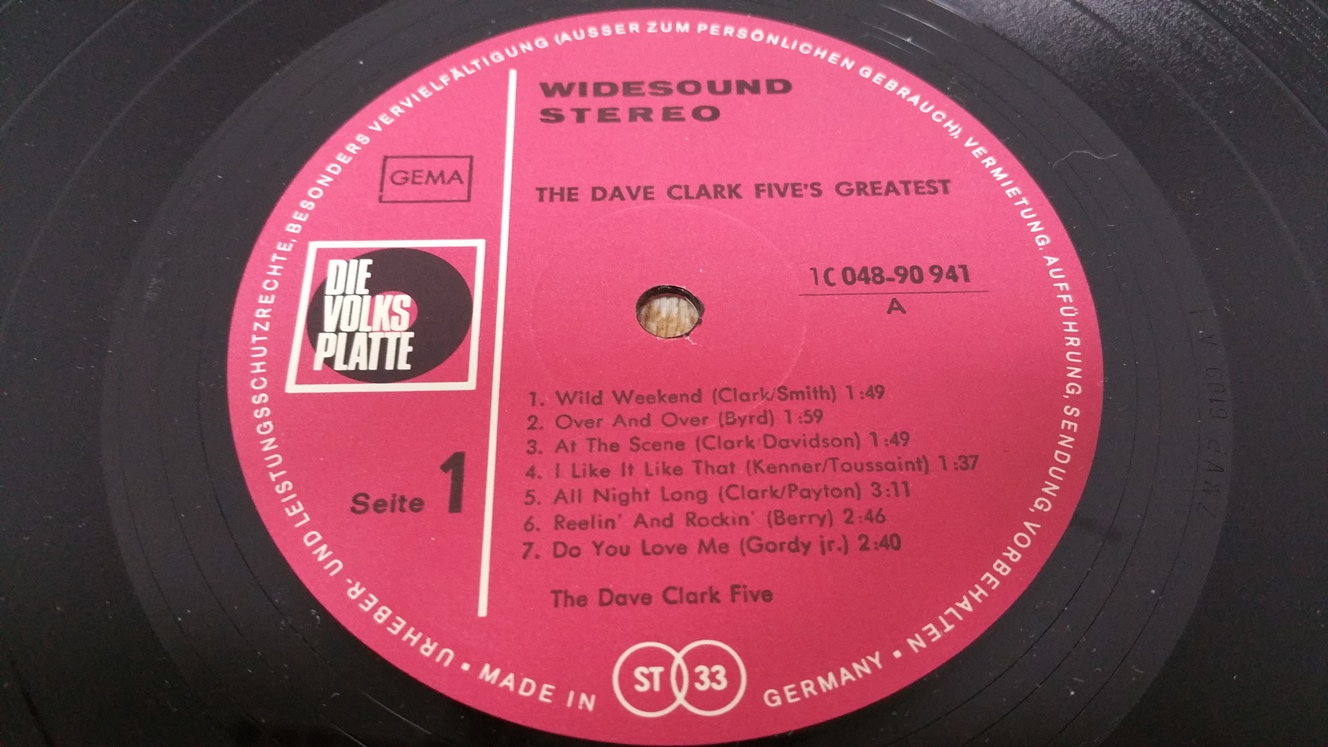 URHEBER- UND LEISTUNGSSCHUTZRECHTE, BESONDERS VERVIELFÄLTIGUNG (AUSSER ZUM PERSÖNLICHEN GEBRAUCH), VERMIETUNG, AUFFÜHRUNG, SENDUNG, VORBEHALTEN ▪
WIDESOUND
STEREO
GEMA
THE DAVE CLARK FIVE'S GREATEST
DIE
VOLKS
PLATTE
1C 048-90 941
A
1. Wild Weekend (Clark/Smith) 1:49
2. Over And Over (Byrd) 1:59
3. At The Scene (Clark/Davidson) 1:49
4. I Like It Like That (Kenner/Toussaint) 1:37
5. All Night Long (Clark/Payton) 3:11
6. Reelin' And Rockin' (Berry) 2:46
7. Do You Love Me (Gordy jr.) 2:40
Seite 1
The Dave Clark Five
▪ MADE IN ST 33 GERMANY